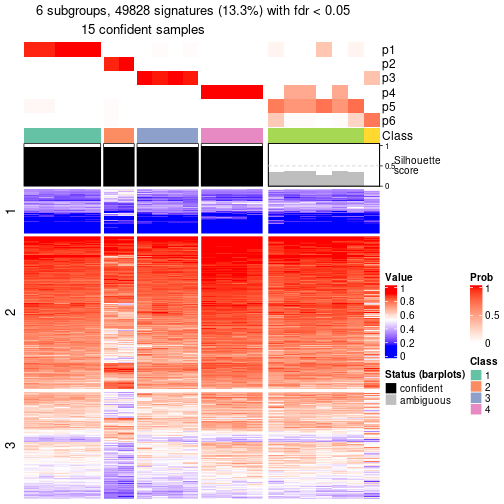 6 subgroups, 49828 signatures (13.3%) with fdr < 0.05
15 confident samples
p1
p2
p3
p4
p5
p6
Class
1
0.5
0
Silhouette
score
1
2
3
Value
1
0.8
0.6
0.4
0.2
0
Status (barplots)
confident
ambiguous
Prob
1
0.5
0
Class
1
2
3
4